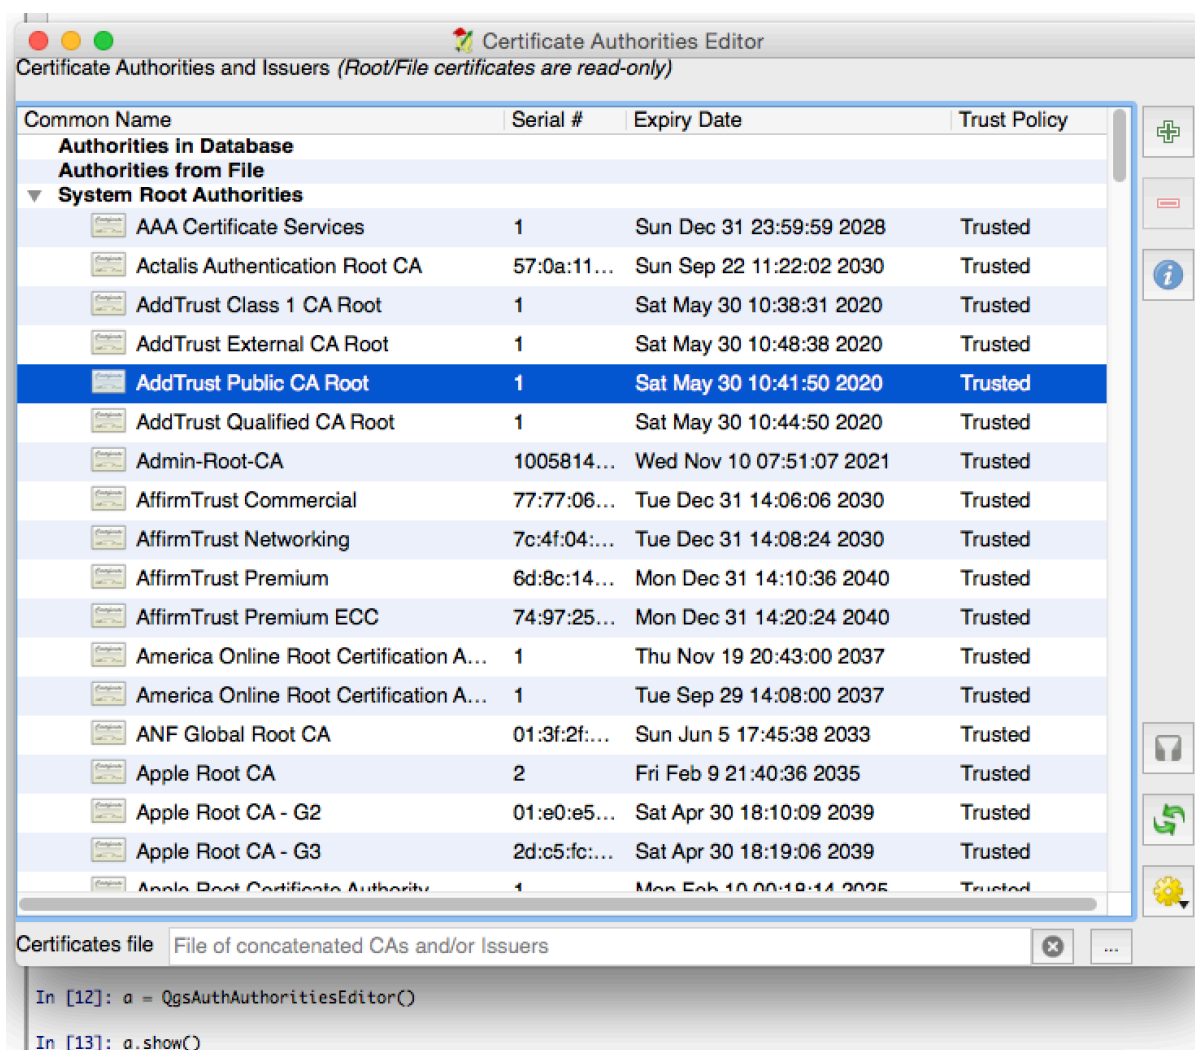 Certificate Authorities Editor
Certificate Authorities and Issuers (Root/File certificates are read-only)
Common Name Serial # Expiry Date Trust Policy
Authorities in Database
Authorities from File
System Root Authorities
AAA Certificate Services 1 Sun Dec 31 23:59:59 2028 Trusted
Actalis Authentication Root CA 57:0a:11... Sun Sep 22 11:22:02 2030 Trusted
AddTrust Class 1 CA Root 1 Sat May 30 10:38:31 2020 Trusted
AddTrust External CA Root 1 Sat May 30 10:48:38 2020 Trusted
AddTrust Public CA Root 1 Sat May 30 10:41:50 2020 Trusted
AddTrust Qualified CA Root 1 Sat May 30 10:44:50 2020 Trusted
Admin-Root-CA 1005814... Wed Nov 10 07:51:07 2021 Trusted
AffirmTrust Commercial 77:77:06... Tue Dec 31 14:06:06 2030 Trusted
AffirmTrust Networking 7c:4f:04:... Tue Dec 31 14:08:24 2030 Trusted
AffirmTrust Premium 6d:8c:14... Mon Dec 31 14:10:36 2040 Trusted
AffirmTrust Premium ECC 74:97:25... Mon Dec 31 14:20:24 2040 Trusted
America Online Root Certification A... 1 Thu Nov 19 20:43:00 2037 Trusted
America Online Root Certification A... 1 Tue Sep 29 14:08:00 2037 Trusted
ANF Global Root CA 01:3f:2f:... Sun Jun 5 17:45:38 2033 Trusted
Apple Root CA 2 Fri Feb 9 21:40:36 2035 Trusted
Apple Root CA - G2 01:e0:e5... Sat Apr 30 18:10:09 2039 Trusted
Apple Root CA - G3 2d:c5:fc:... Sat Apr 30 18:19:06 2039 Trusted
Apple Root Certificate Authority 1 Mon Feb 10 00:18:14 2025 Trusted
Certificates file File of concatenated CAs and/or Issuers ...
In [12]: a = QgsAuthAuthoritiesEditor()
In [13]: a.show()